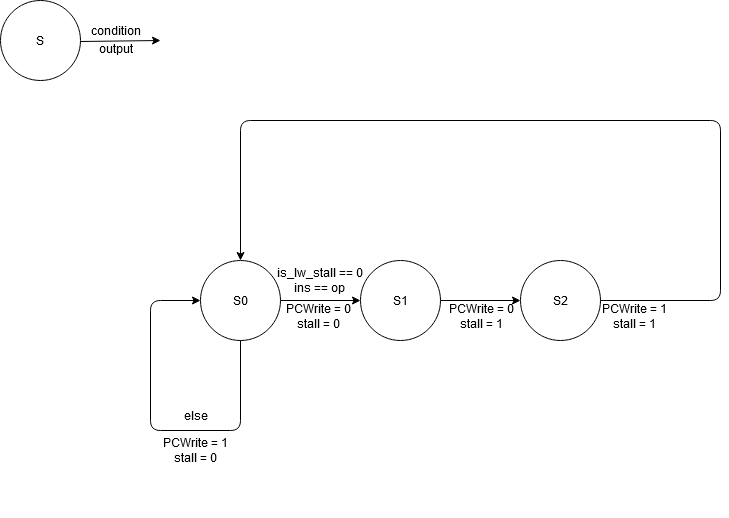 S
condition
output
S0
is_lw_stall == 0
ins == op
PCWrite = 0
stall = 0
S1
PCWrite = 0
stall = 1
S2
PCWrite = 1
stall = 1
else
PCWrite = 1
stall = 0